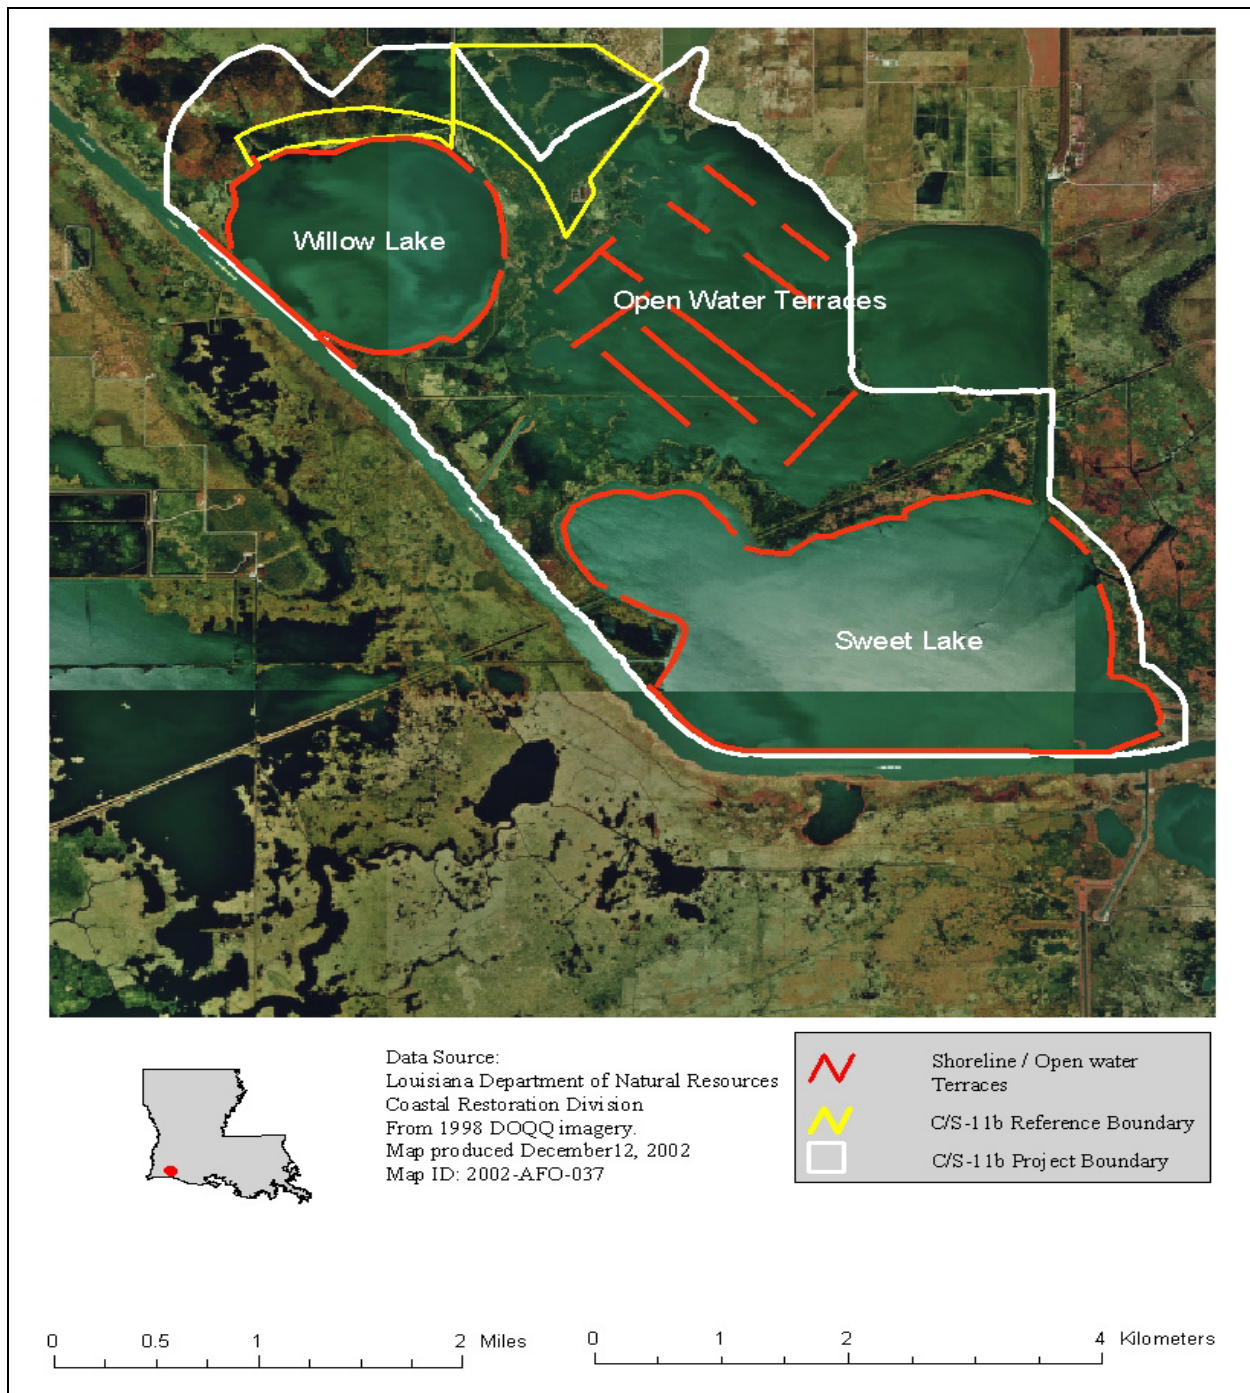 Willow Lake
Open Water Terraces
Sweet Lake
Data Source:
Louisiana Department of Natural Resources
Coastal Restoration Division
From 1998 DOQQ imagery.
Map produced December12, 2002
Map ID: 2002-AFO-037
Shoreline / Open water
Terraces
C/S-11b Reference Boundary
C/S-11b Project Boundary
0 0.5 1 2 Miles
0 1 2 4 Kilometers